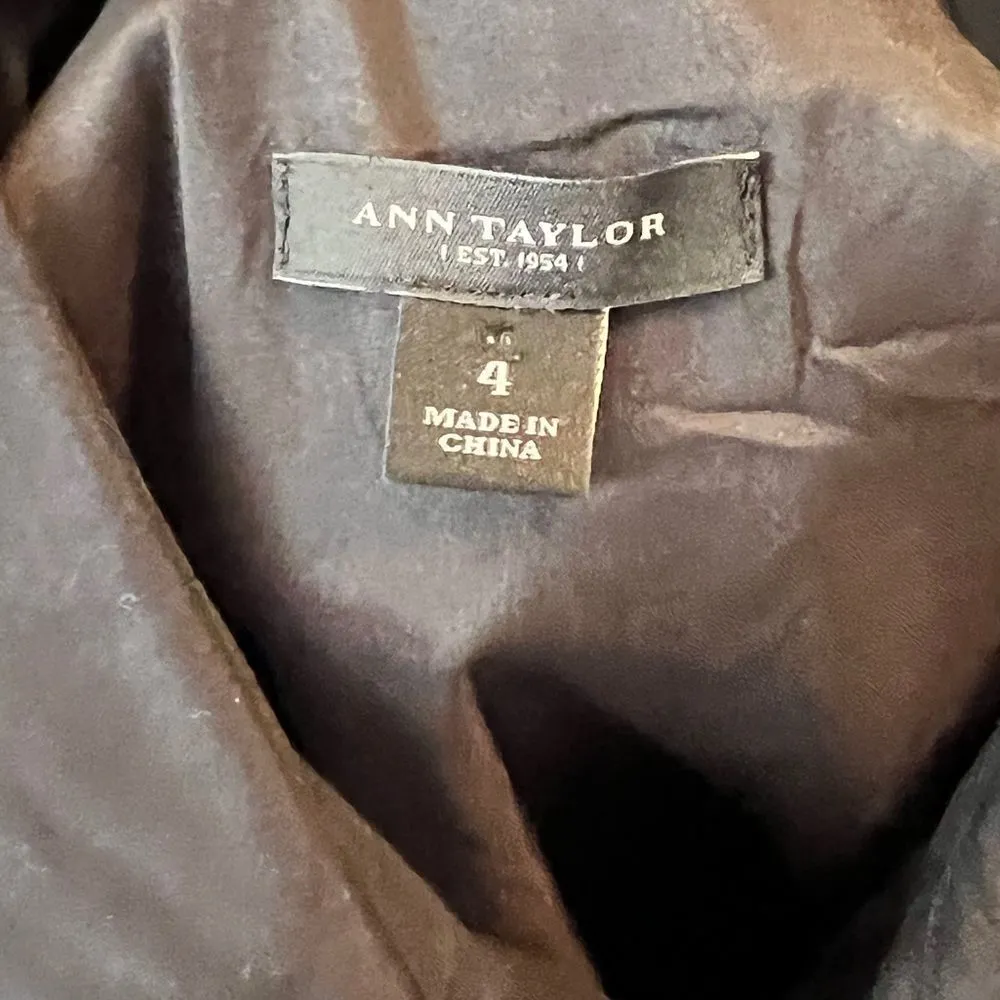 ANN TAYLOR
EST. 1954
4
MADE IN
CHINA